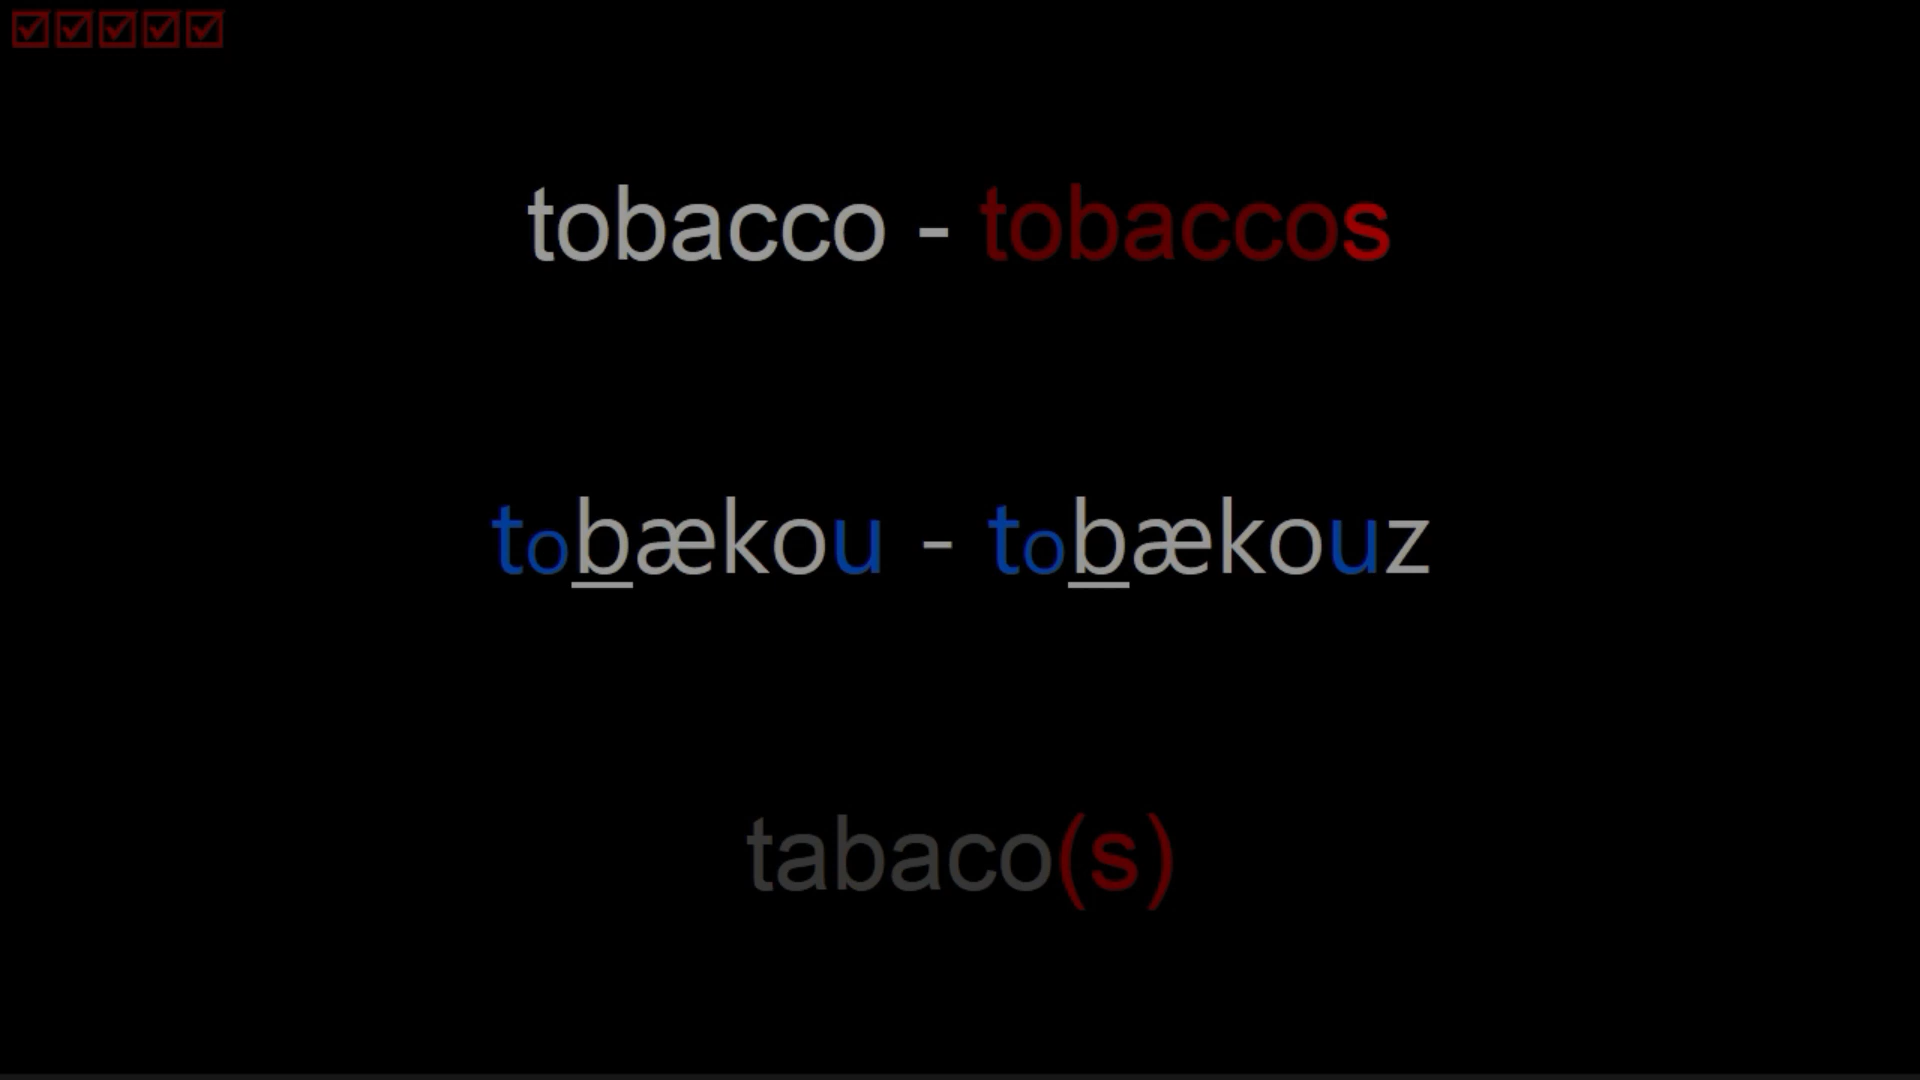 ☑☑☑☑☑
tobacco - tobaccos
tobækou - tobækouz
tabaco(s)